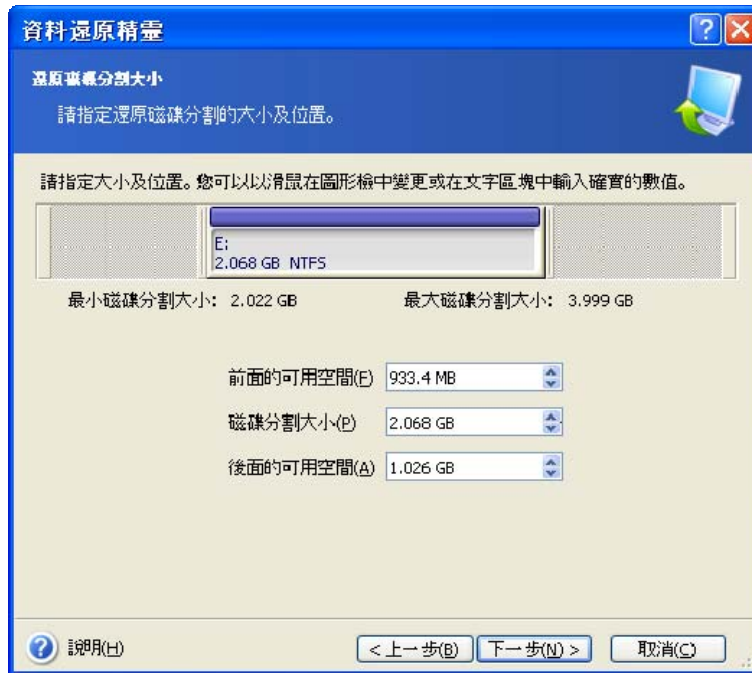 資料還原精靈
還原磁碟分割大小
請指定還原磁碟分割的大小及位置。
請指定大小及位置。您可以以滑鼠在圖形檢中變更或在文字區塊中輸入確實的數值。
E:
2.068 GB NTFS
最小磁碟分割大小: 2.022 GB 最大磁碟分割大小: 3.999 GB
前面的可用空間(F) 933.4 MB
磁碟分割大小(P) 2.068 GB
後面的可用空間(A) 1.026 GB
說明(H) <上一步(B) 下一步(N) > 取消(C)